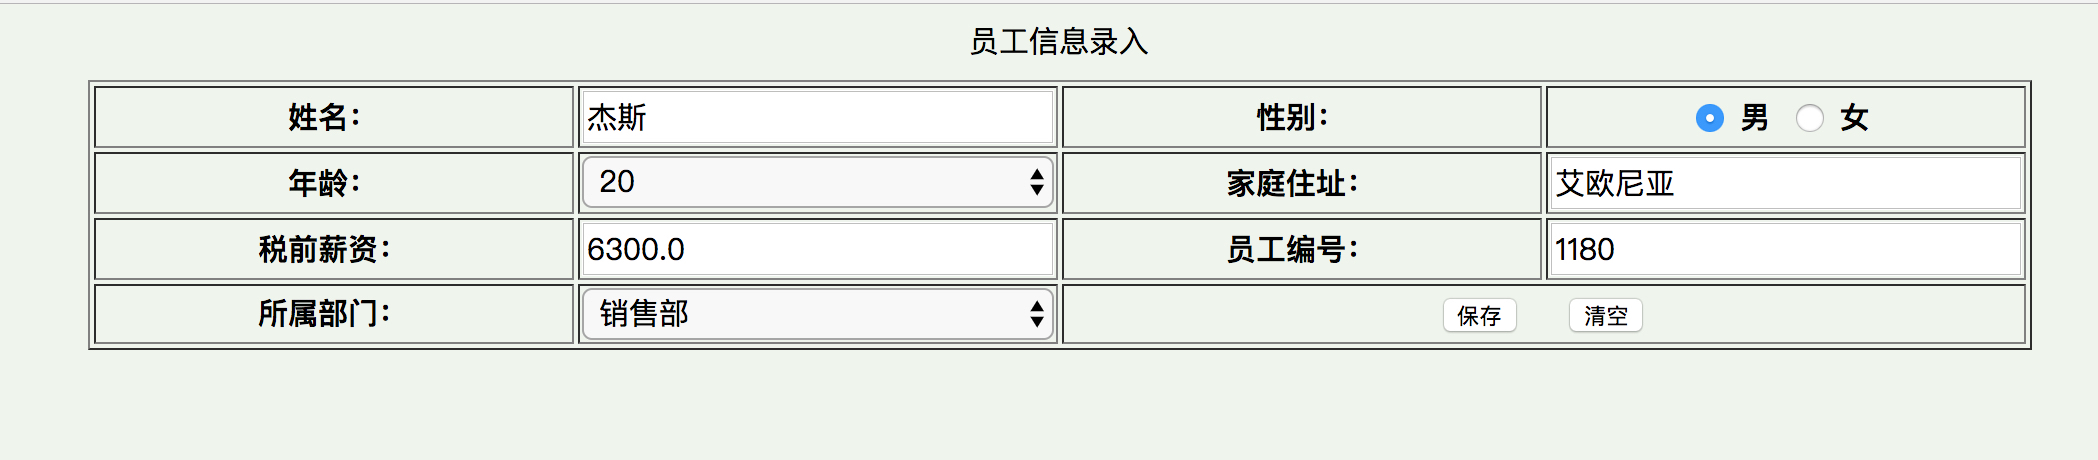 员工信息录入
姓名： 杰斯 性别： 男 女
年龄： 20 家庭住址： 艾欧尼亚
税前薪资： 6300.0 员工编号： 1180
所属部门： 销售部 保存 清空